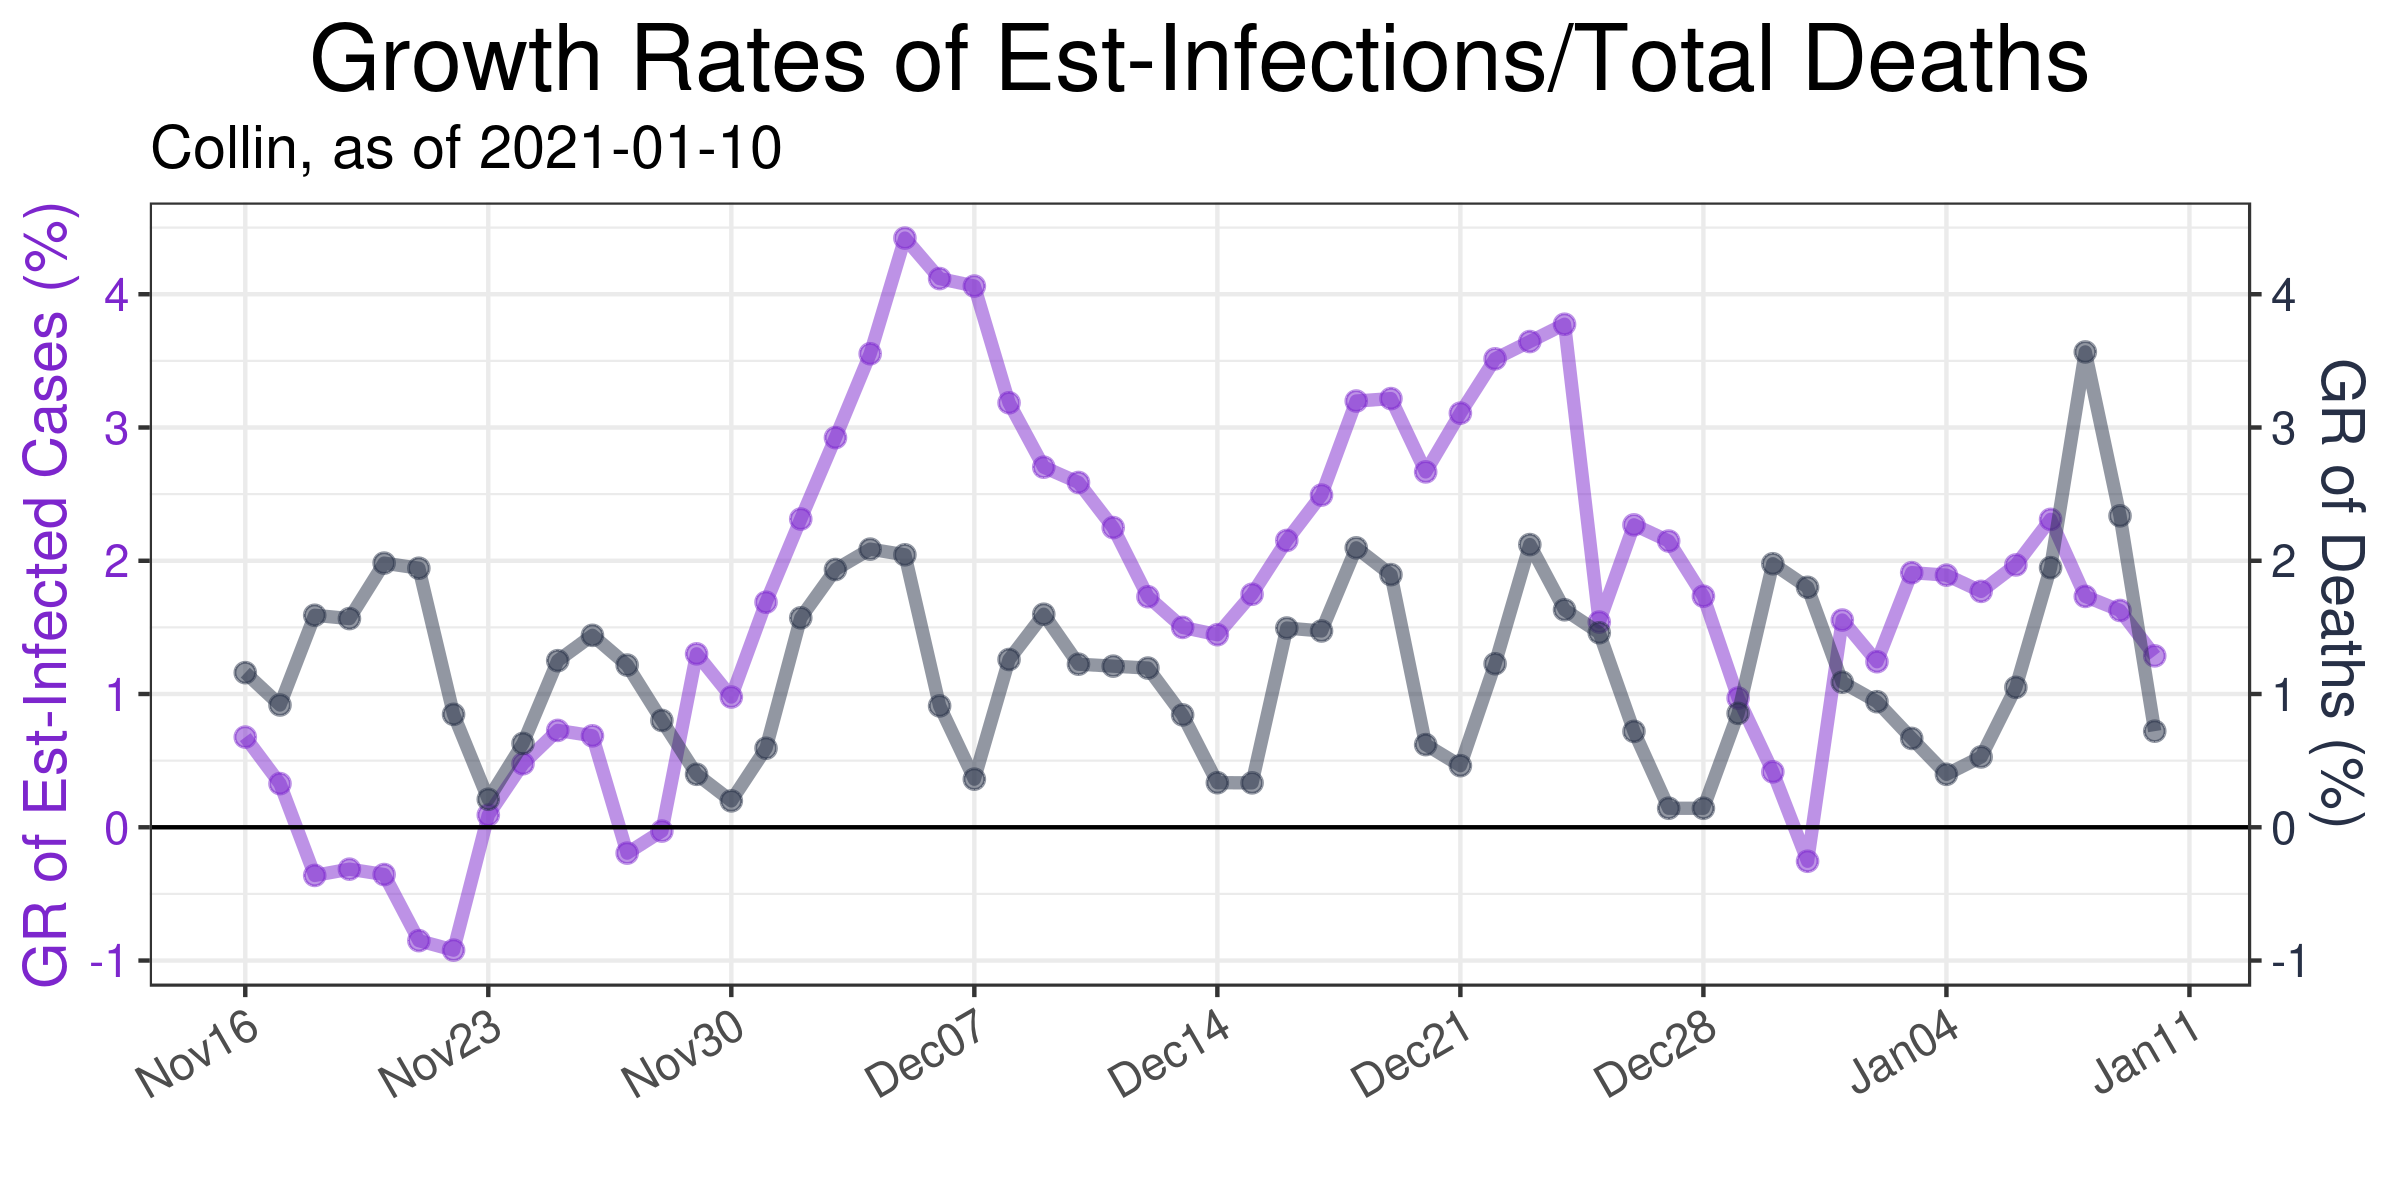 Growth Rates of Est-Infections/Total Deaths
Collin, as of 2021-01-10
GR of Est-Infected Cases (%)
4
3
2
1
0
-1
4
3
2
1
0
-1
GR of Deaths (%)
Nov16
Nov23
Nov30
Dec07
Dec14
Dec21
Dec28
Jan04
Jan11